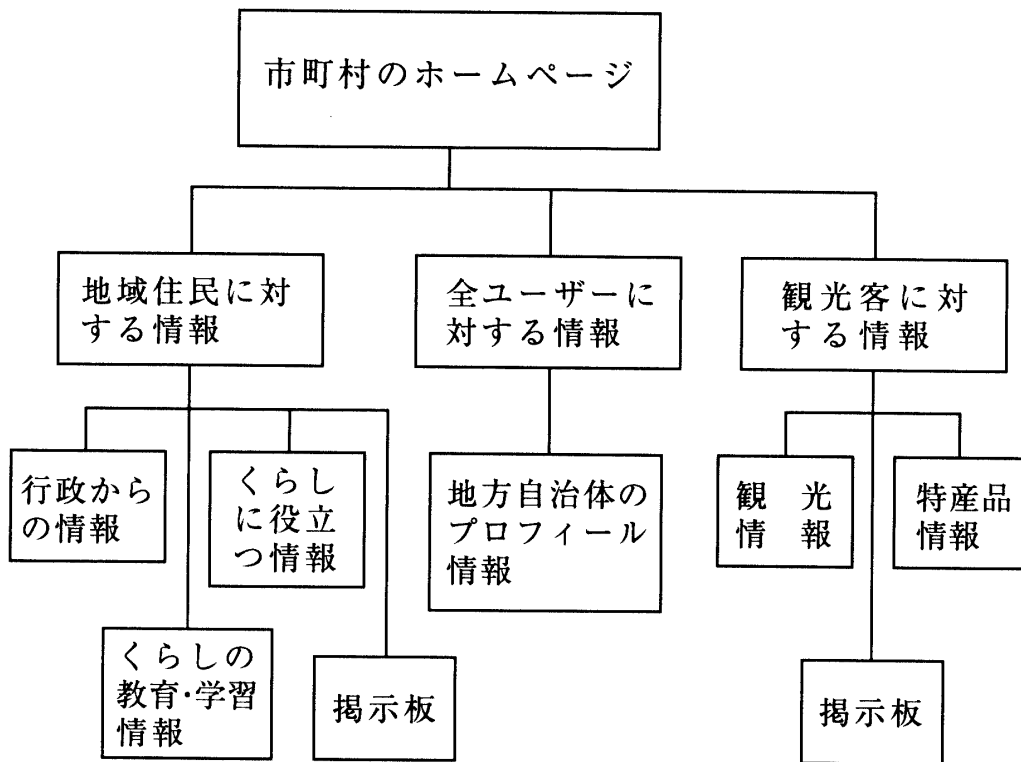 市町村のホームページ
地域住民に対
する情報
全ユーザーに
対する情報
観光客に対
する情報
行政から
の情報
くらし
に役立
つ情報
地方自治体の
プロフィール
情報
観光
情報
特産品
情報
くらしの
教育・学習
情報
掲示板
掲示板